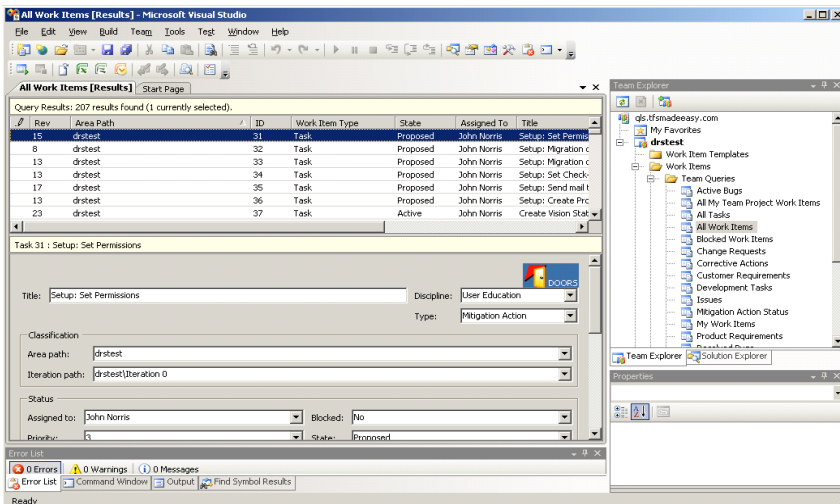 All Work Items [Results] - Microsoft Visual Studio
File Edit View Build Team Tools Test Window Help
All Work Items [Results] Start Page
Query Results: 207 results found (1 currently selected).
Rev Area Path ID Work Item Type State Assigned To Title
15 drstest 31 Task Proposed John Norris Setup: Set Permis
8 drstest 32 Task Proposed John Norris Setup: Migration c
13 drstest 33 Task Proposed John Norris Setup: Migration c
13 drstest 34 Task Proposed John Norris Setup: Set Check-
17 drstest 35 Task Proposed John Norris Setup: Send mail t
13 drstest 36 Task Proposed John Norris Setup: Create Prc
23 drstest 37 Task Active John Norris Create Vision Stat
Task 31 : Setup: Set Permissions
DOORS
Title: Setup: Set Permissions Discipline: User Education
Type: Mitigation Action
Classification
Area path: drstest
Iteration path: drstest\Iteration 0
Status
Assigned to: John Norris Blocked: No
Priority: 3 State: Proposed
Error List
0 Errors 0 Warnings 0 Messages
Error List Command Window Output Find Symbol Results
Ready
Team Explorer
qls.tfsmadeeasy.com
My Favorites
drstest
Work Item Templates
Work Items
Team Queries
Active Bugs
All My Team Project Work Items
All Tasks
All Work Items
Blocked Work Items
Change Requests
Corrective Actions
Customer Requirements
Development Tasks
Issues
Mitigation Action Status
My Work Items
Product Requirements
Resolved Bugs
Team Explorer Solution Explorer
Properties